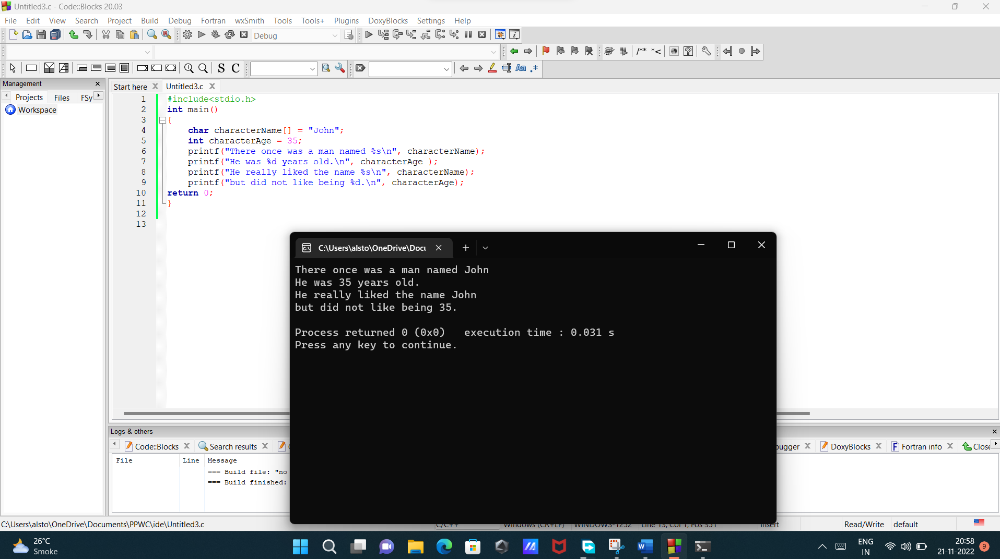 Untitled3.c - Code::Blocks 20.03
File Edit View Search Project Build Debug Fortran wxSmith Tools Tools+ Plugins DoxyBlocks Settings Help
Debug
/** *<
S C
Aa .*
Management
Projects Files FSy
Workspace
Start here Untitled3.c
1 #include<stdio.h>
2 int main()
3 {
4 char characterName[] = "John";
5 int characterAge = 35;
6 printf("There once was a man named %s\n", characterName);
7 printf("He was %d years old.\n", characterAge );
8 printf("He really liked the name %s\n", characterName);
9 printf("but did not like being %d.\n", characterAge);
10 return 0;
11 }
12
13
C:\Users\alsto\OneDrive\Docu
There once was a man named John
He was 35 years old.
He really liked the name John
but did not like being 35.
Process returned 0 (0x0)   execution time : 0.031 s
Press any key to continue.
Logs & others
Code::Blocks Search results DoxyBlocks Fortran info Close
File Line Message
=== Build file: "no
=== Build finished:
C:\Users\alsto\OneDrive\Documents\PPWC\ide\Untitled3.c C/C++ Windows (CR+LF) WINDOWS-1252 Line 13, Col 1, Pos 351 Insert Read/Write default
26°C
Smoke
ENG
IN
20:58
21-11-2022
9